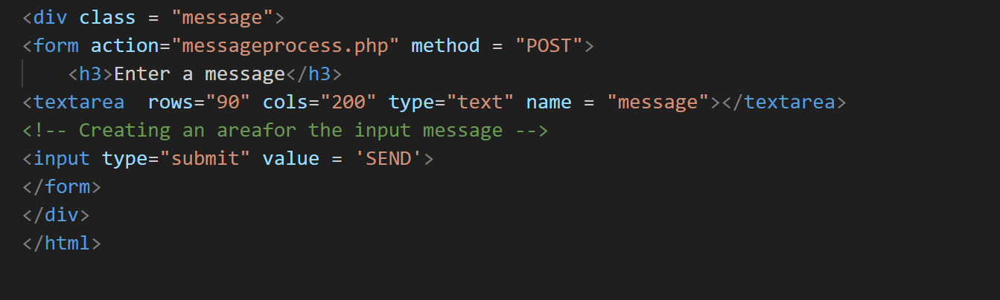 <div class = "message">
<form action="messageprocess.php" method = "POST">
    <h3>Enter a message</h3>
<textarea  rows="90" cols="200" type="text" name = "message"></textarea>
<!-- Creating an areafor the input message -->
<input type="submit" value = 'SEND'>
</form>
</div>
</html>